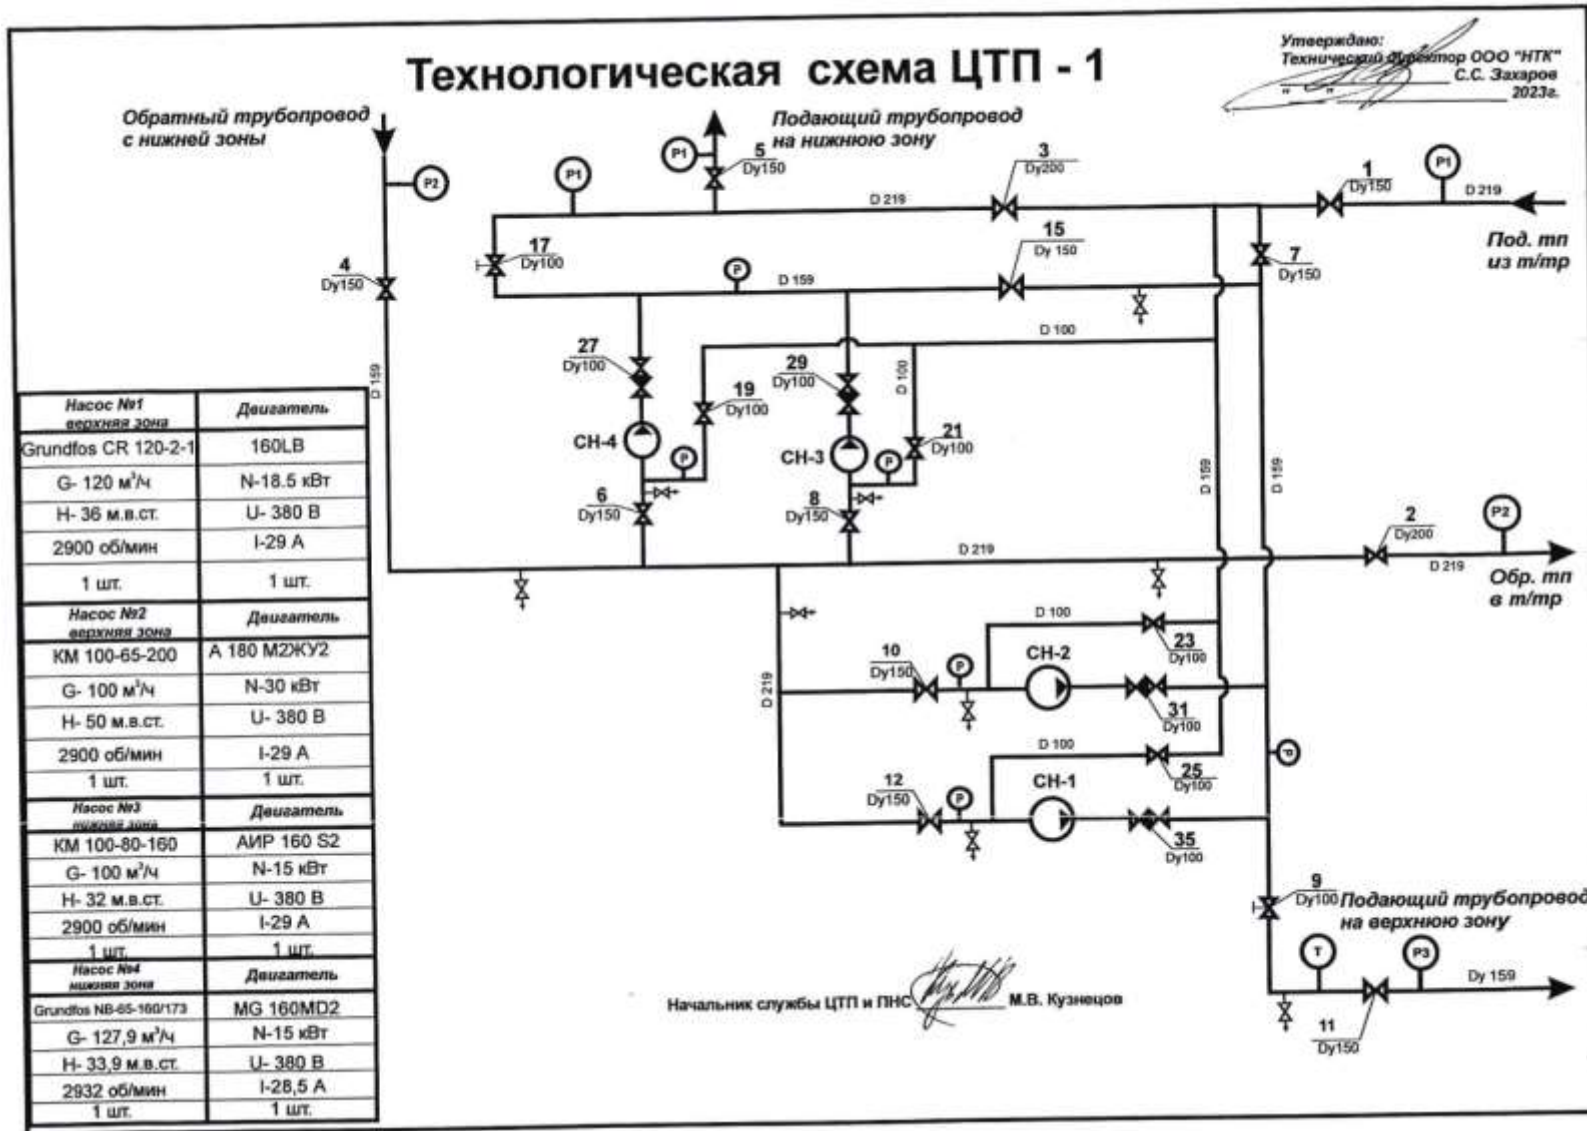 Технологическая схема ЦТП - 1
Утверждаю:
Технический директор ООО "НТК"
С.С. Захаров
" " 2023г.
Обратный трубопровод
с нижней зоны
Подающий трубопровод
на нижнюю зону
P2
P1
P1
5
Dy150
3
Dy200
1
Dy150
P1
D 219
D 219
Под. тп
из т/тр
4
Dy150
17
Dy100
P
D 159
15
Dy 150
7
Dy150
D 159
27
Dy100
19
Dy100
29
Dy100
D 100
D 100
21
Dy100
СН-4
P
СН-3
P
6
Dy150
8
Dy150
D 159
D 159
2
Dy200
P2
D 219
D 219
Обр. тп
в т/тр
D 219
10
Dy150
P
D 100
СН-2
23
Dy100
31
Dy100
12
Dy150
P
D 100
СН-1
25
Dy100
35
Dy100
P
9
Dy100
Подающий трубопровод
на верхнюю зону
T
P3
Dy 159
11
Dy150
Насос №1 Двигатель
верхняя зона
Grundfos CR 120-2-1 160LB
G- 120 м³/ч N-18.5 кВт
H- 36 м.в.ст. U- 380 В
2900 об/мин I-29 А
1 шт. 1 шт.
Насос №2 Двигатель
верхняя зона
КМ 100-65-200 А 180 М2ЖУ2
G- 100 м³/ч N-30 кВт
H- 50 м.в.ст. U- 380 В
2900 об/мин I-29 А
1 шт. 1 шт.
Насос №3 Двигатель
нижняя зона
КМ 100-80-160 АИР 160 S2
G- 100 м³/ч N-15 кВт
H- 32 м.в.ст. U- 380 В
2900 об/мин I-29 А
1 шт. 1 шт.
Насос №4 Двигатель
нижняя зона
Grundfos NB-65-160/173 MG 160MD2
G- 127,9 м³/ч N-15 кВт
H- 33,9 м.в.ст. U- 380 В
2932 об/мин I-28,5 А
1 шт. 1 шт.
Начальник службы ЦТП и ПНС М.В. Кузнецов